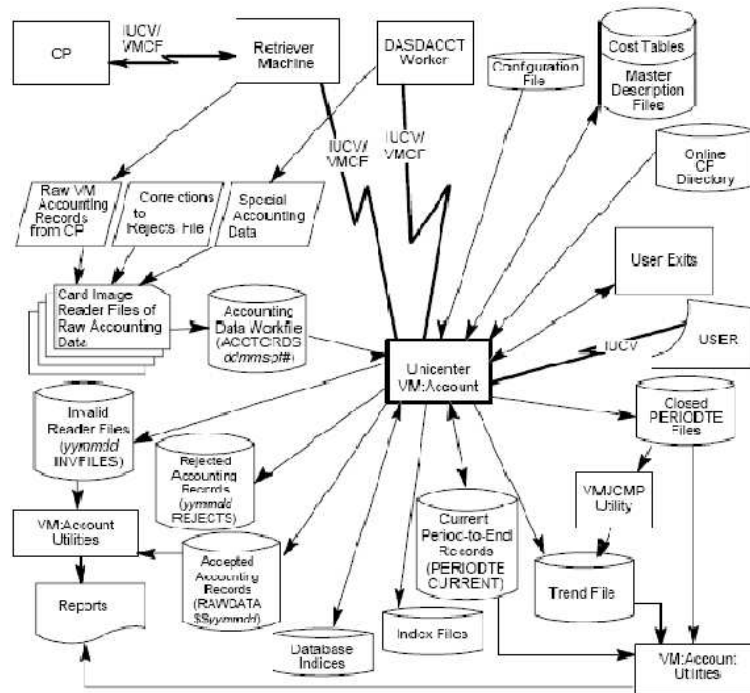 CP
IUCV/
VMCF
Retriever
Machine
DASDACCT
Worker
Configuration
File
Cost Tables
Master
Description
Files
IUCV/
VMCF
IUCV/
VMCF
Online
CP
Directory
Raw VM
Accounting
Records
from CP
Corrections
to
Rejects File
Special
Accounting
Data
User Exits
Card Image
Reader Files of
Raw Accounting
Data
Accounting
Data Workfile
(ACCTCRDS
ddmmspt#)
IUCV
USER
Unicenter
VM:Account
Invalid
Reader Files
(yymmdd
INVFILES)
Closed
PERIODTE
Files
Rejected
Accounting
Records
(yymmdd
REJECTS)
VMJCMP
Utility
Current
Period-to-End
Records
(PERIODTE
CURRENT)
VM:Account
Utilities
Accepted
Accounting
Records
(RAWDATA
$$yymmdd)
Trend File
Reports
Index Files
Database
Indices
VM:Account
Utilities